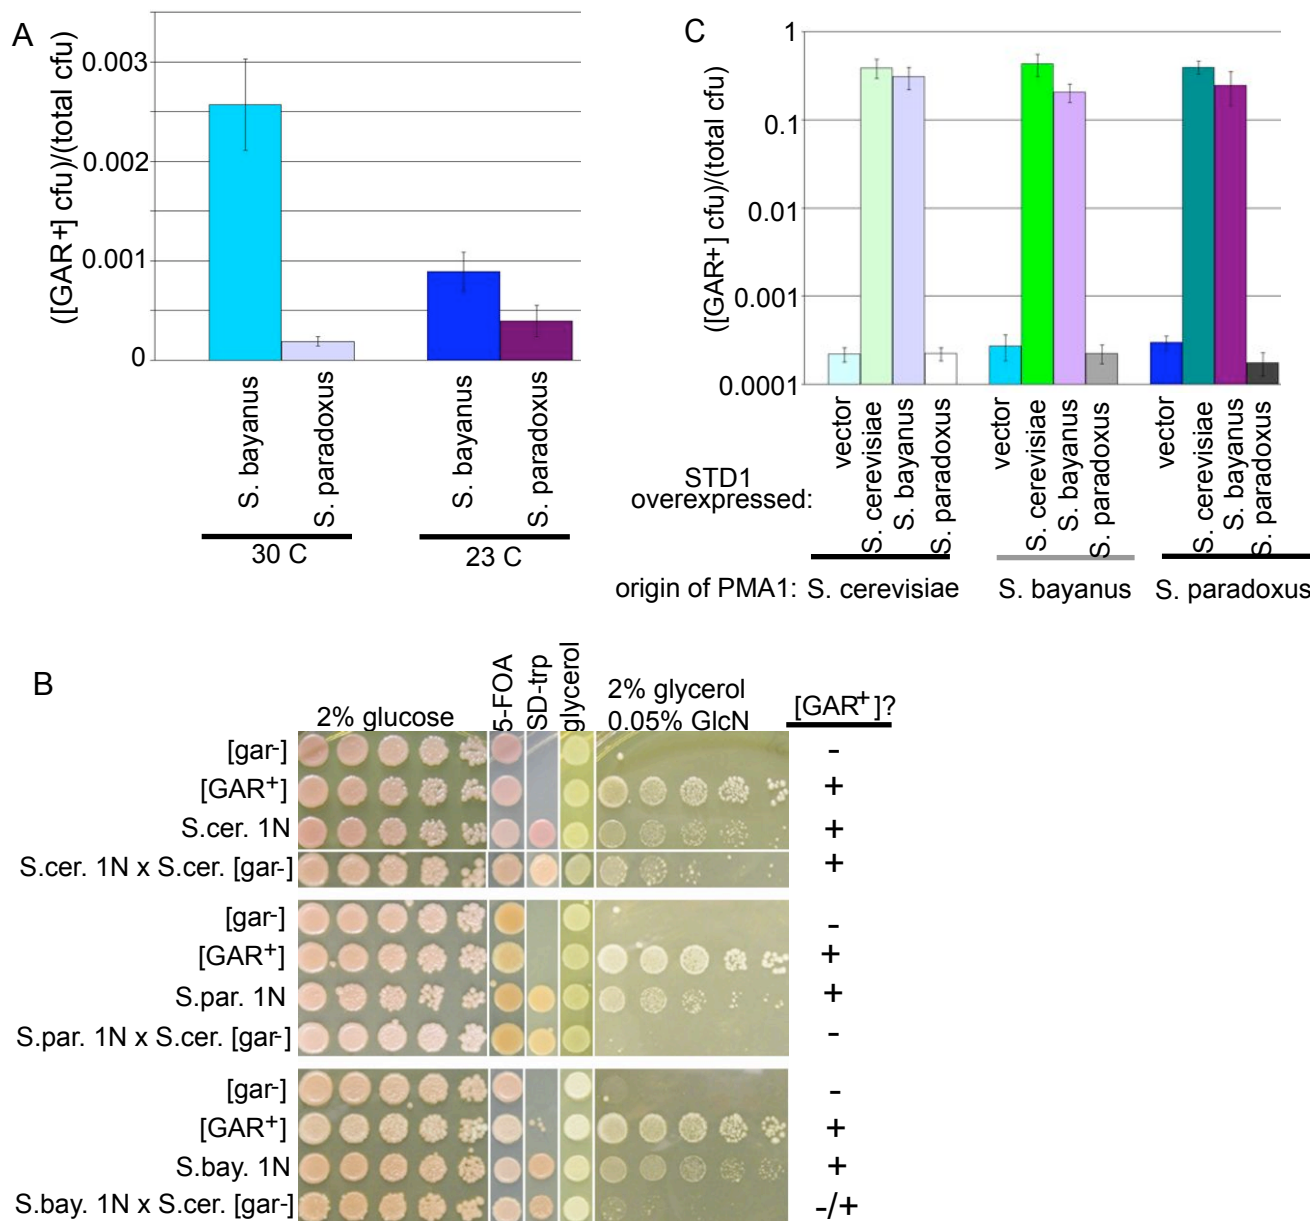 A
([GAR+] cfu)/(total cfu)
0.003
0.002
0.001
0
S. bayanus
S. paradoxus
S. bayanus
S. paradoxus
30 C
23 C
C
([GAR+] cfu)/(total cfu)
1
0.1
0.01
0.001
0.0001
STD1
overexpressed:
vector
S. cerevisiae
S. bayanus
S. paradoxus
vector
S. cerevisiae
S. bayanus
S. paradoxus
vector
S. cerevisiae
S. bayanus
S. paradoxus
origin of PMA1: S. cerevisiae S. bayanus S. paradoxus
B
2% glucose
5-FOA
SD-trp
glycerol
2% glycerol
0.05% GlcN
[GAR+]?
[gar-] -
[GAR+] +
S.cer. 1N +
S.cer. 1N x S.cer. [gar-] +
[gar-] -
[GAR+] +
S.par. 1N +
S.par. 1N x S.cer. [gar-] -
[gar-] -
[GAR+] +
S.bay. 1N +
S.bay. 1N x S.cer. [gar-] -/+